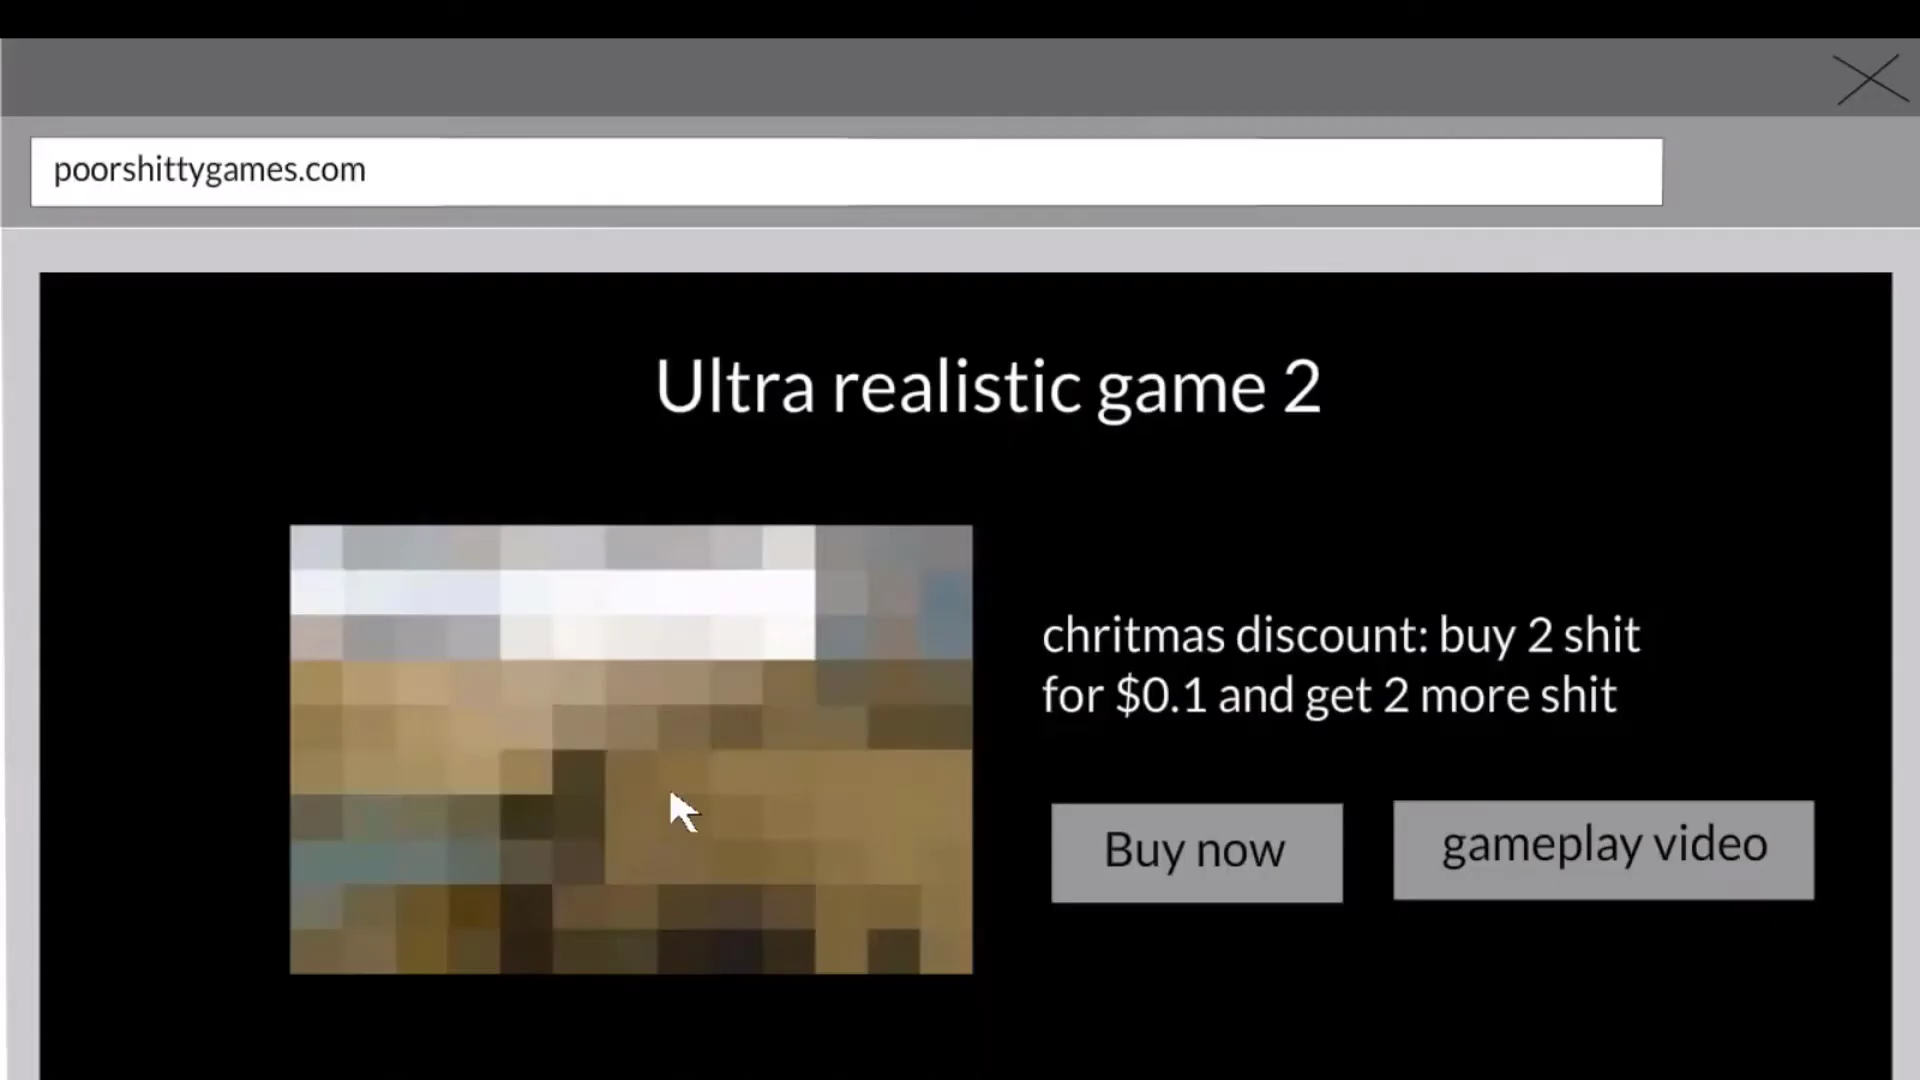 poorshittygames.com
Ultra realistic game 2
chritmas discount: buy 2 shit
for $0.1 and get 2 more shit
Buy now
gameplay video